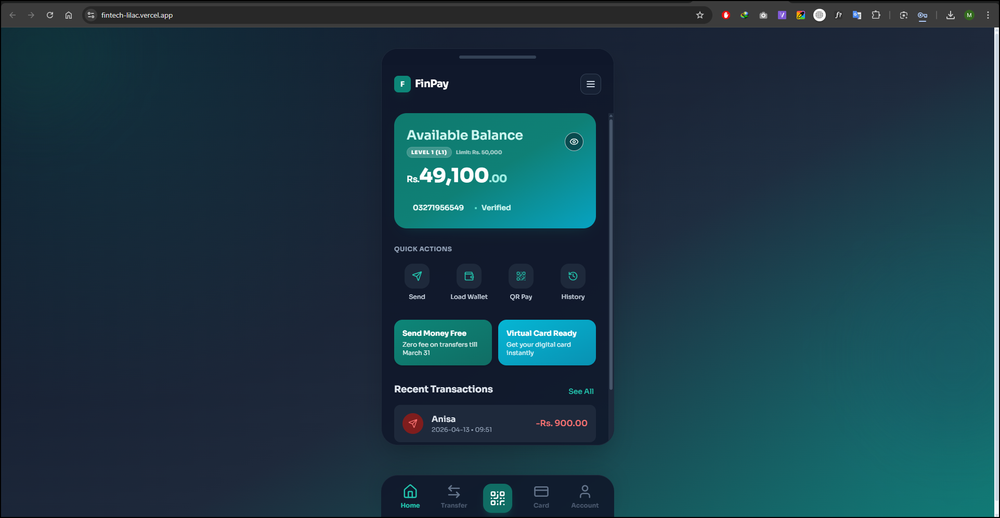 fintech-lilac.vercel.app
M
F FinPay
Available Balance
LEVEL 1 (L1) Limit: Rs. 50,000
Rs.49,100.00
03271956549 • Verified
QUICK ACTIONS
Send Load Wallet QR Pay History
Send Money Free
Zero fee on transfers till
March 31
Virtual Card Ready
Get your digital card
instantly
Recent Transactions See All
Anisa
2026-04-13 • 09:51
-Rs. 900.00
Home Transfer Card Account